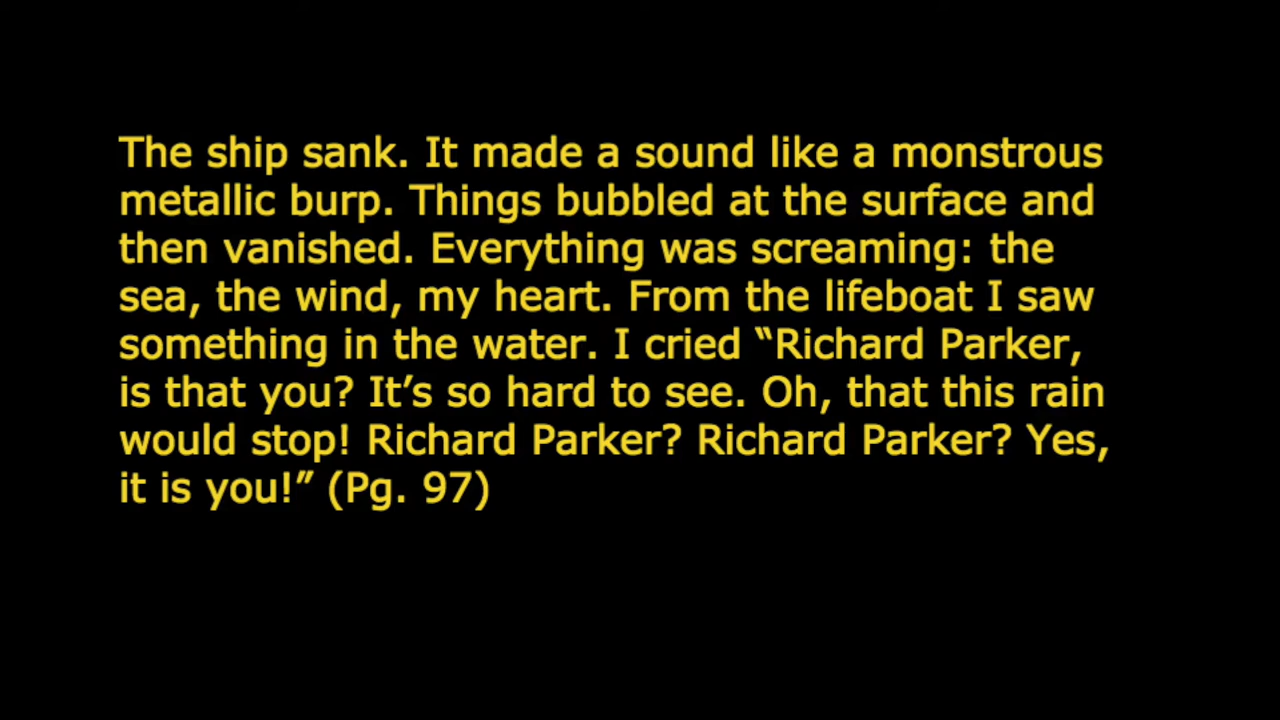 The ship sank. It made a sound like a monstrous
metallic burp. Things bubbled at the surface and
then vanished. Everything was screaming: the
sea, the wind, my heart. From the lifeboat I saw
something in the water. I cried “Richard Parker,
is that you? It’s so hard to see. Oh, that this rain
would stop! Richard Parker? Richard Parker? Yes,
it is you!” (Pg. 97)